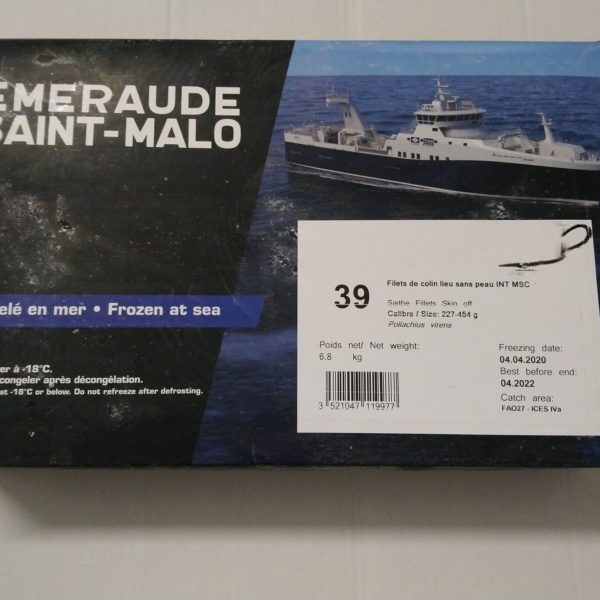 EMERAUDE
SAINT-MALO
elé en mer • Frozen at sea
er à -18°C.
congeler après décongélation.
at -18°C or below. Do not refreeze after defrosting.
39
Filets de colin lieu sans peau INT MSC
Saithe Fillets Skin off
Calibre / Size: 227-454 g
Pollachius virens
Poids net/ Net weight:
6.8 kg
Freezing date:
04.04.2020
Best before end:
04.2022
Catch area:
FAO27 - ICES IVa
3 521047 119977